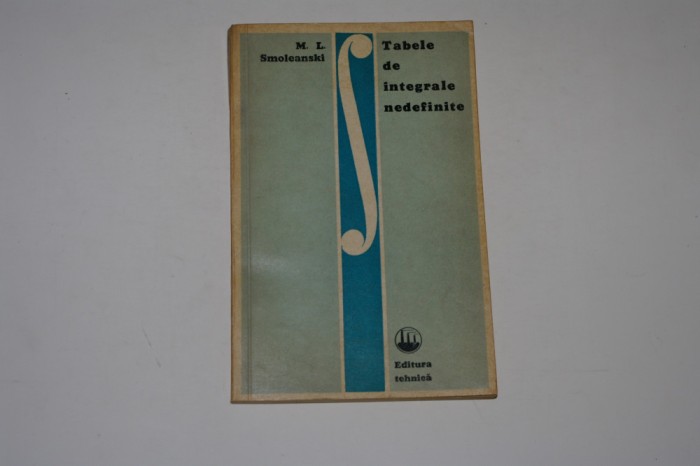 M. L.
Smoleanski
Tabele
de
integrale
nedefinite
Editura
tehnică